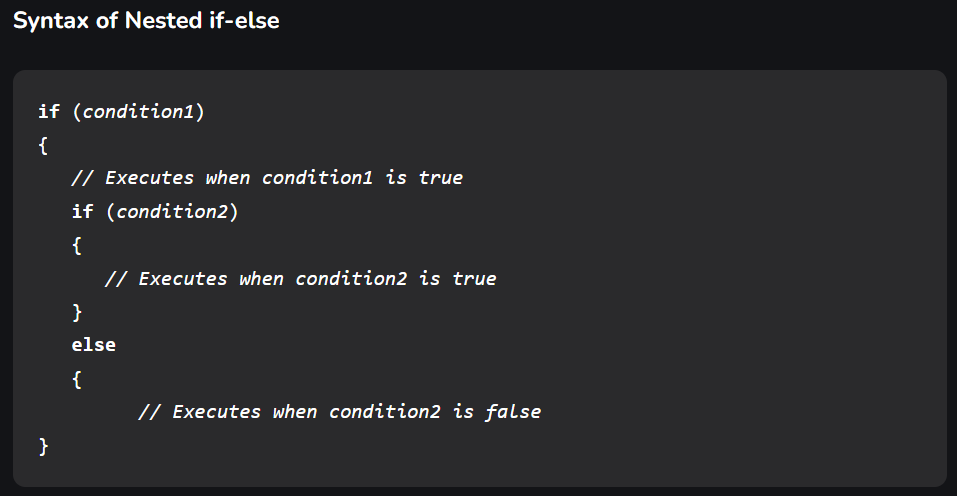 Syntax of Nested if-else
if (condition1)
{
   // Executes when condition1 is true
   if (condition2)
   {
      // Executes when condition2 is true
   }
   else
   {
         // Executes when condition2 is false
}